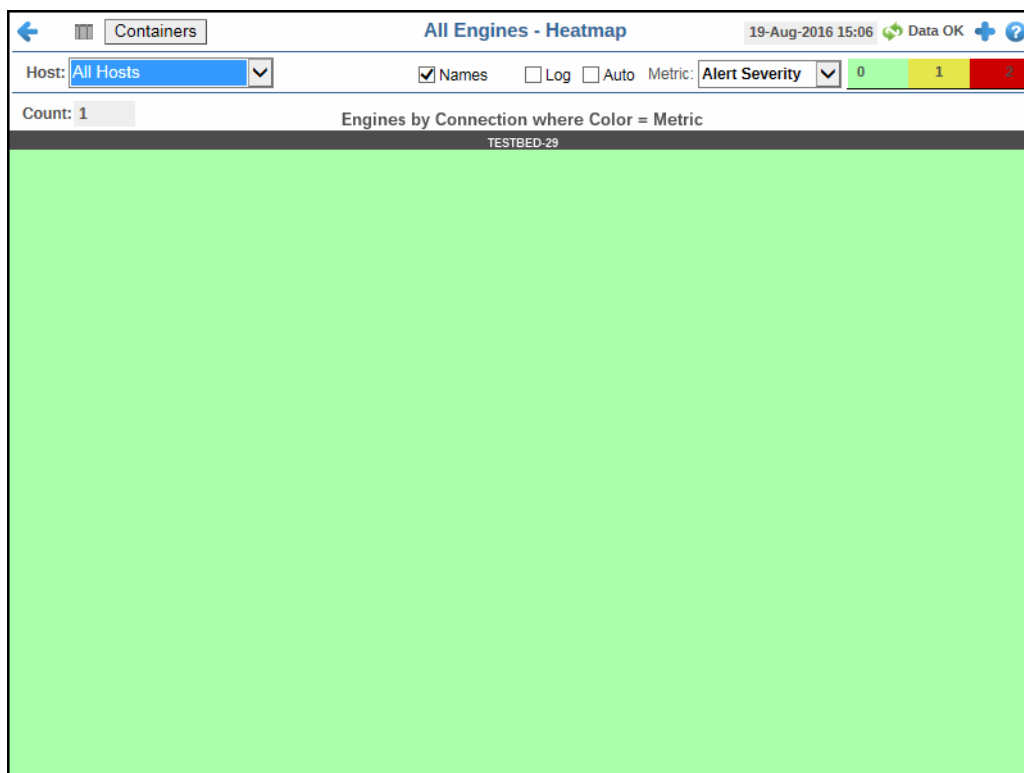 Containers All Engines - Heatmap 19-Aug-2016 15:06 Data OK ?
Host: All Hosts Names Log Auto Metric: Alert Severity 0 1 2
Count: 1
Engines by Connection where Color = Metric
TESTBED-29